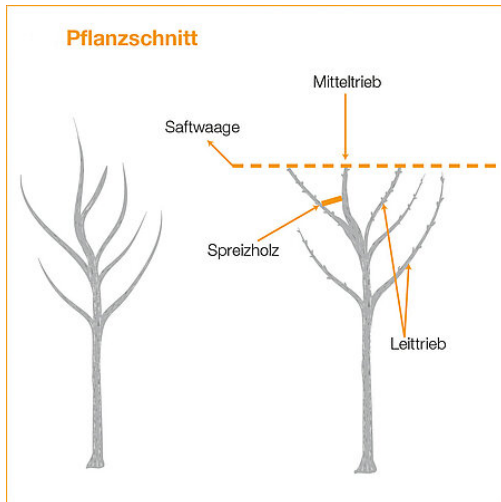 Pflanzschnitt
Mitteltrieb
Saftwaage
Spreizholz
Leittrieb